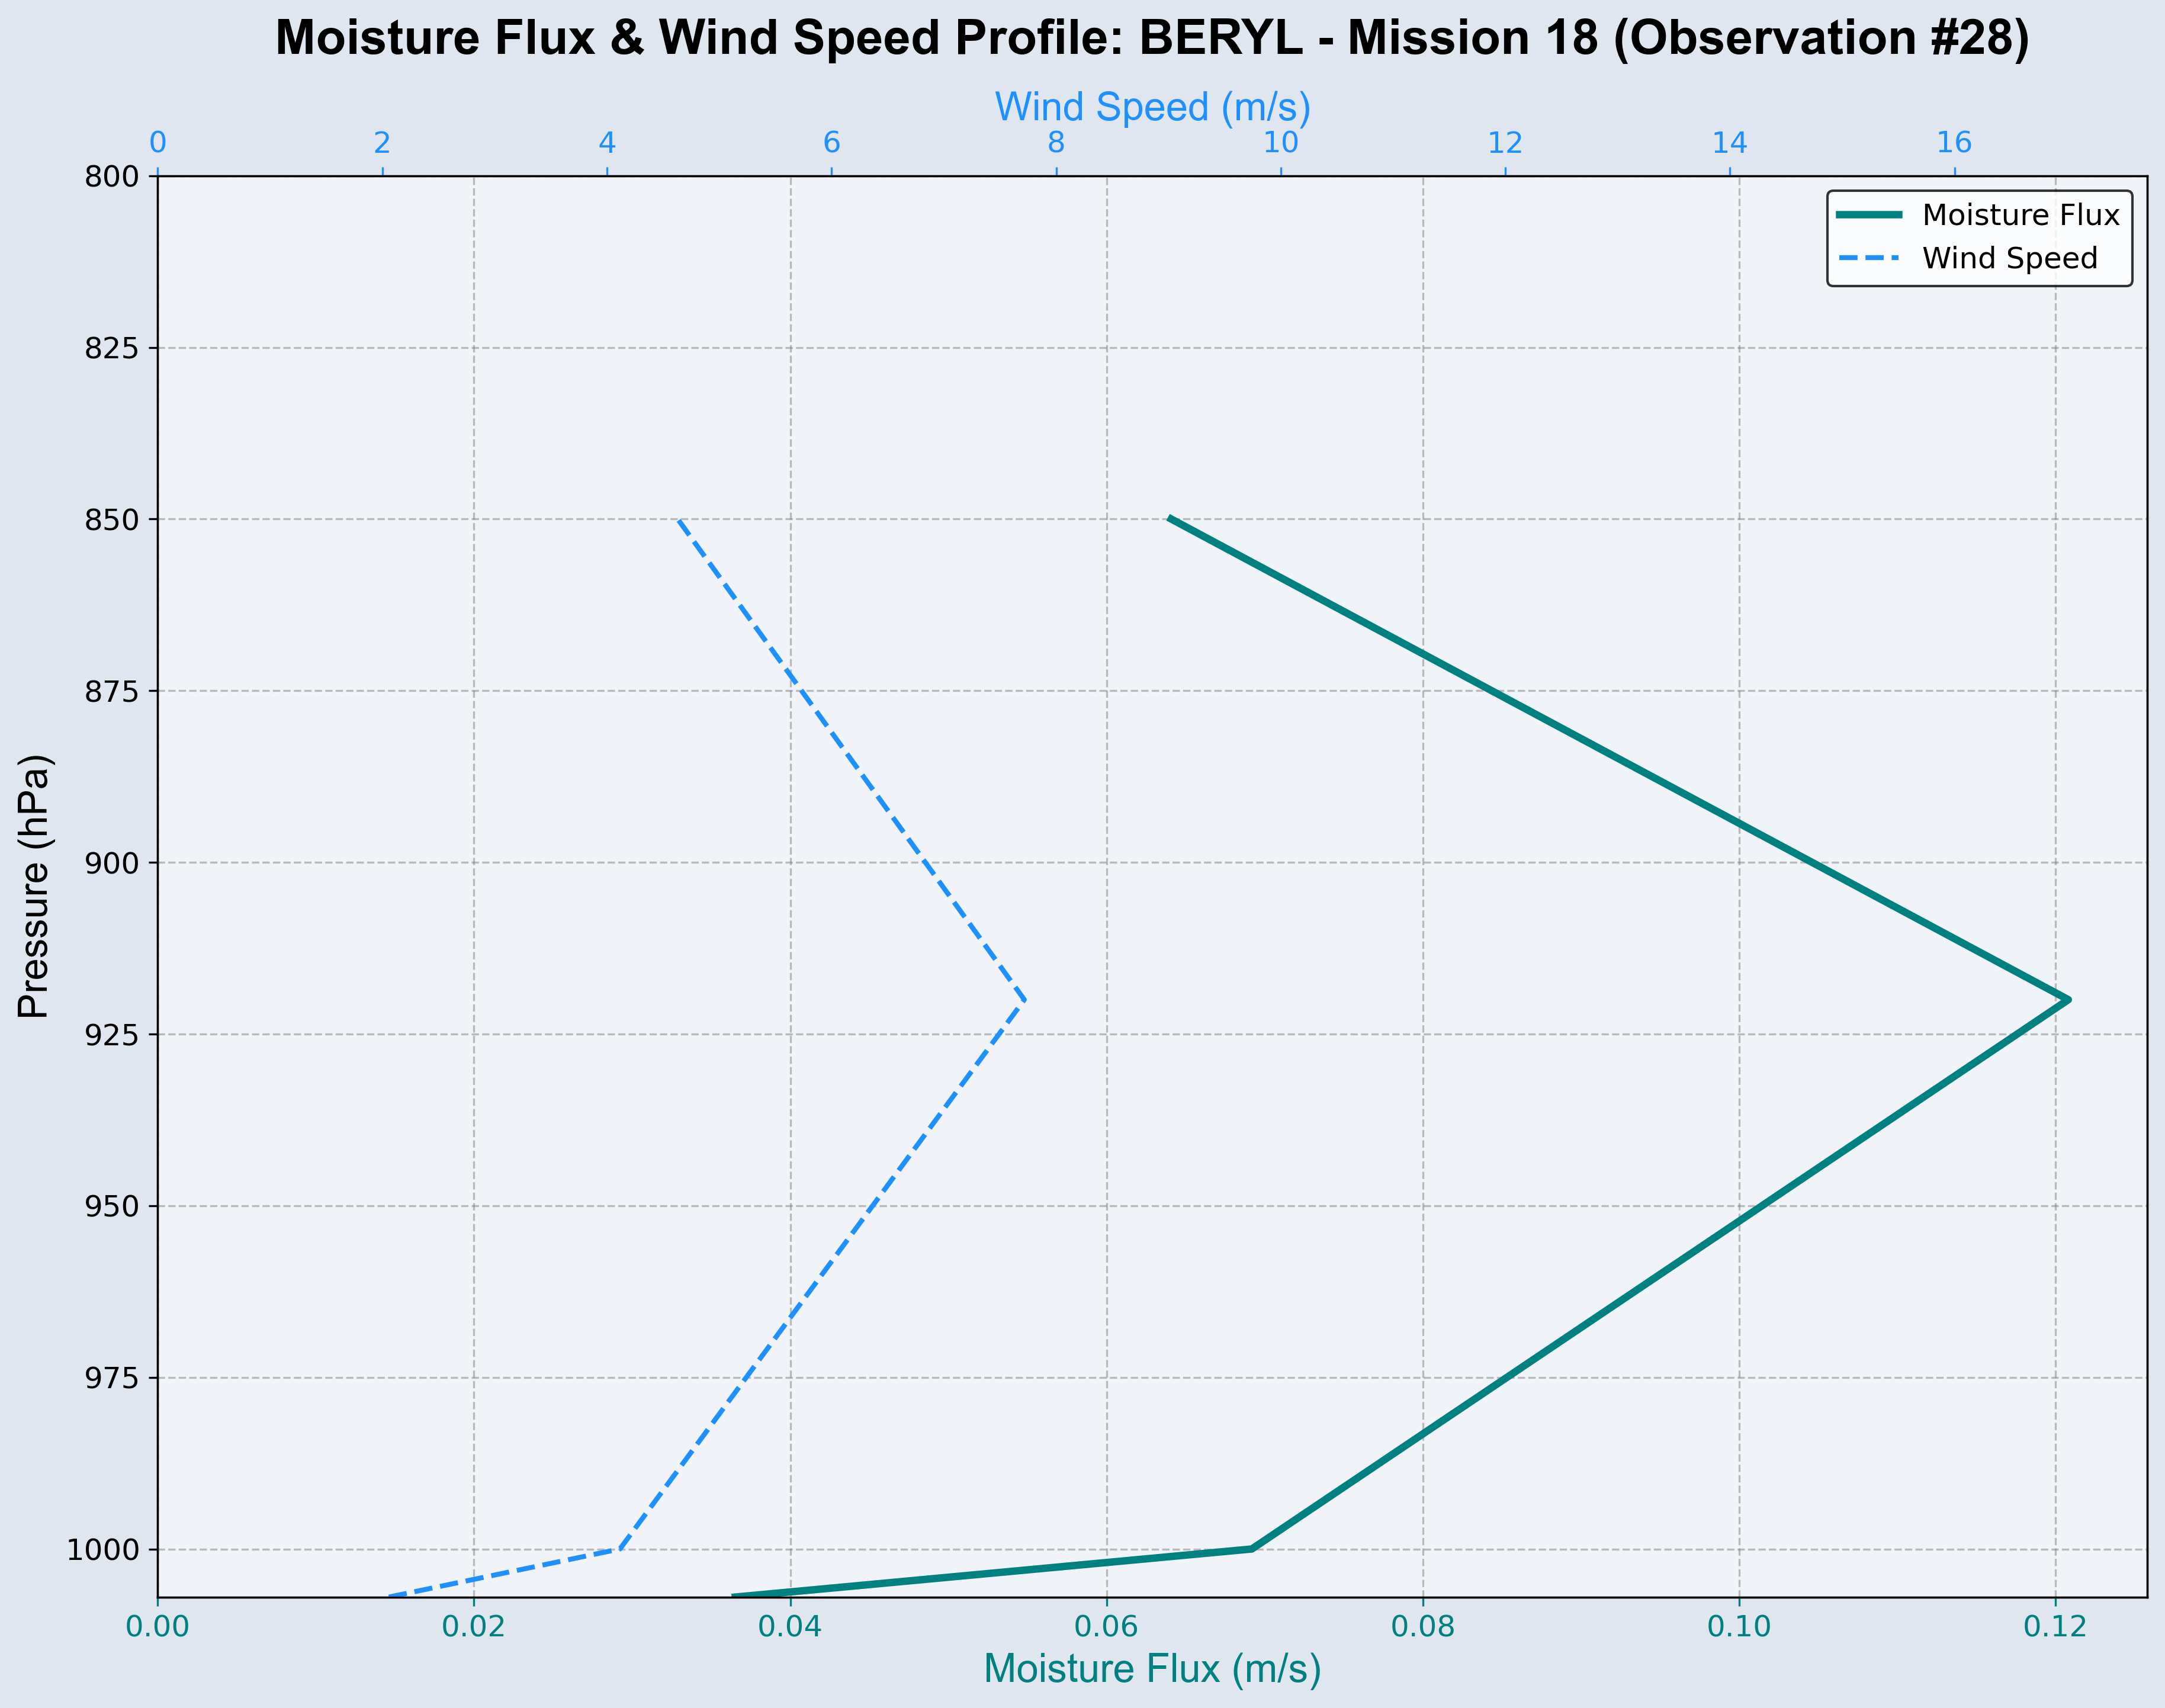 Moisture Flux & Wind Speed Profile: BERYL - Mission 18 (Observation #28)
Wind Speed (m/s)
0 2 4 6 8 10 12 14 16
Moisture Flux
Wind Speed
800
825
850
875
900
925
950
975
1000
Pressure (hPa)
0.00 0.02 0.04 0.06 0.08 0.10 0.12
Moisture Flux (m/s)